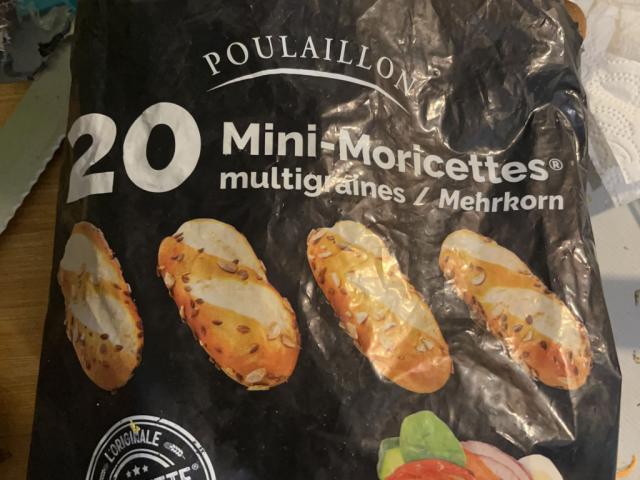 POULAILLON
20 Mini-Moricettes®
multigraines / Mehrkorn
L'ORIGINALE